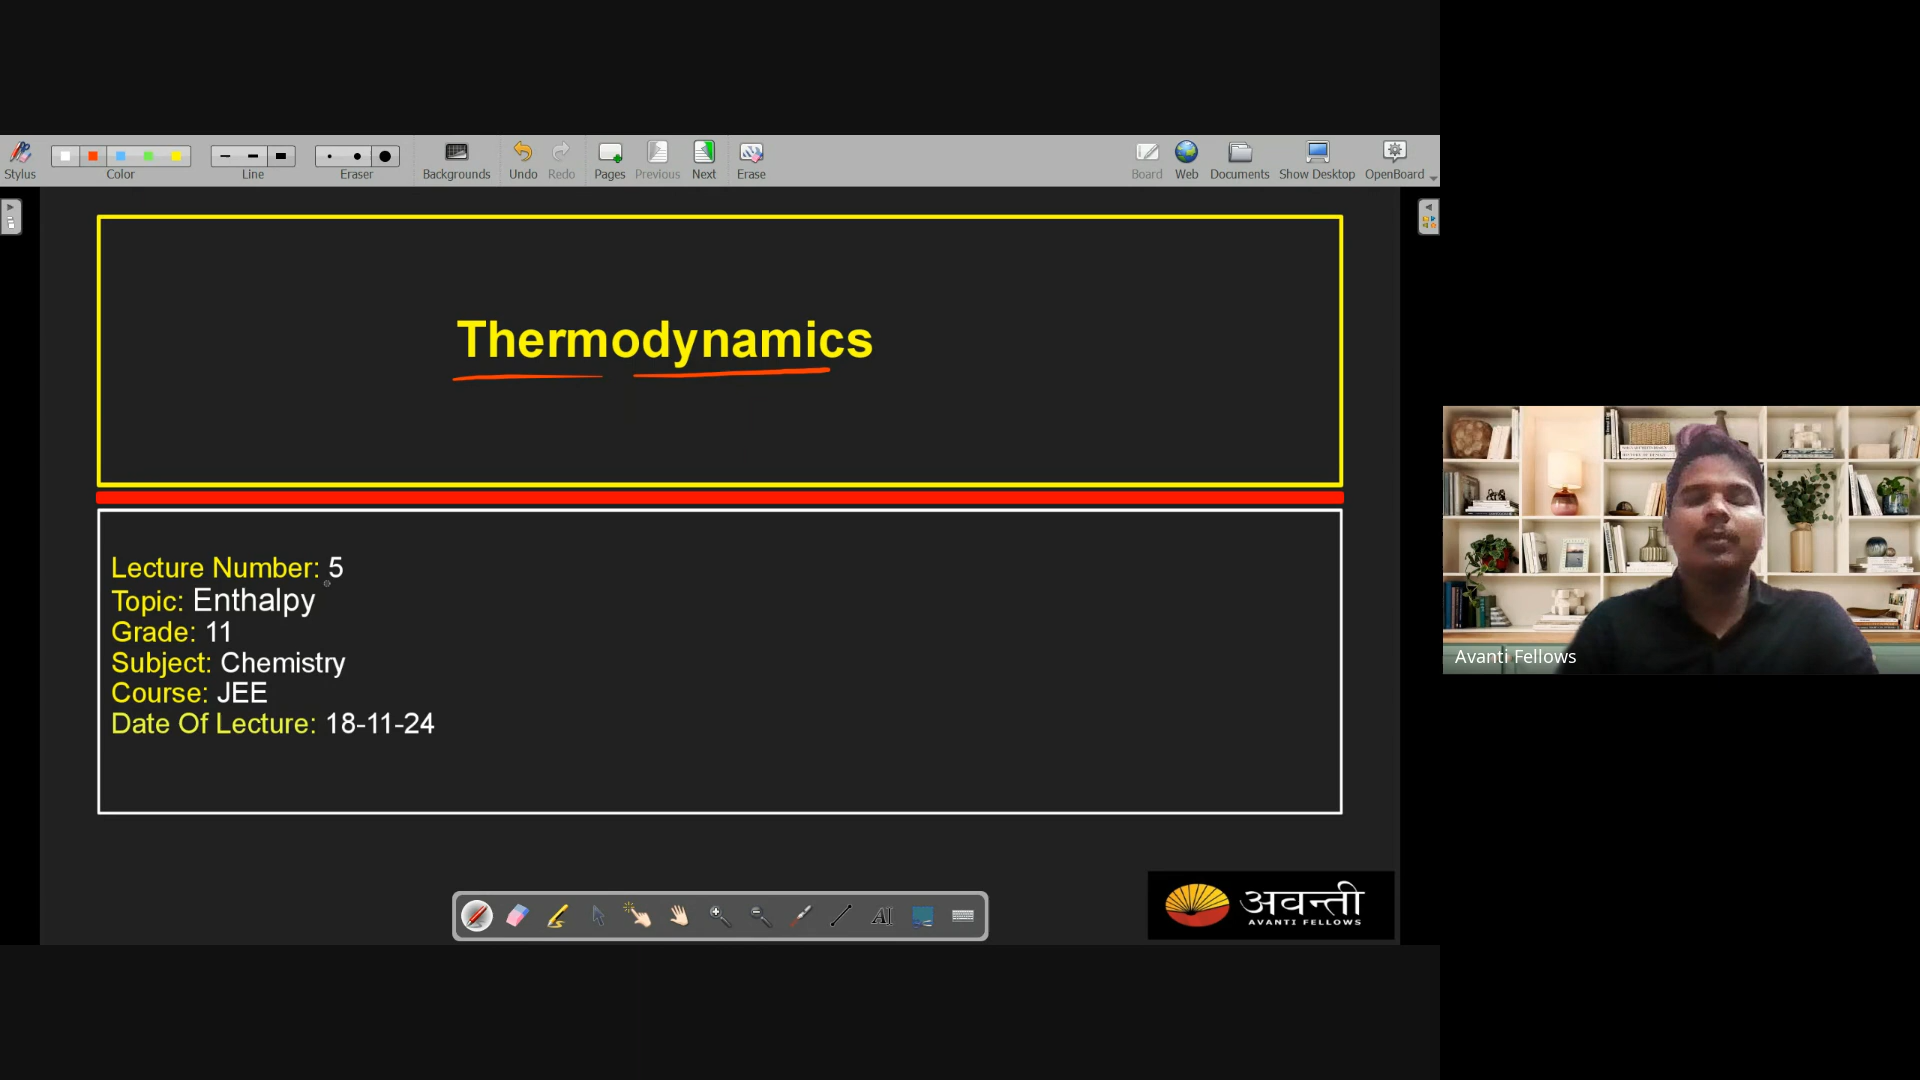 Stylus
Color
Line
Eraser
Backgrounds
Undo
Redo
Pages
Previous
Next
Erase
Board
Web
Documents
Show Desktop
OpenBoard
Thermodynamics
Lecture Number: 5
Topic: Enthalpy
Grade: 11
Subject: Chemistry
Course: JEE
Date Of Lecture: 18-11-24
Avanti Fellows
अवन्ती
AVANTI FELLOWS